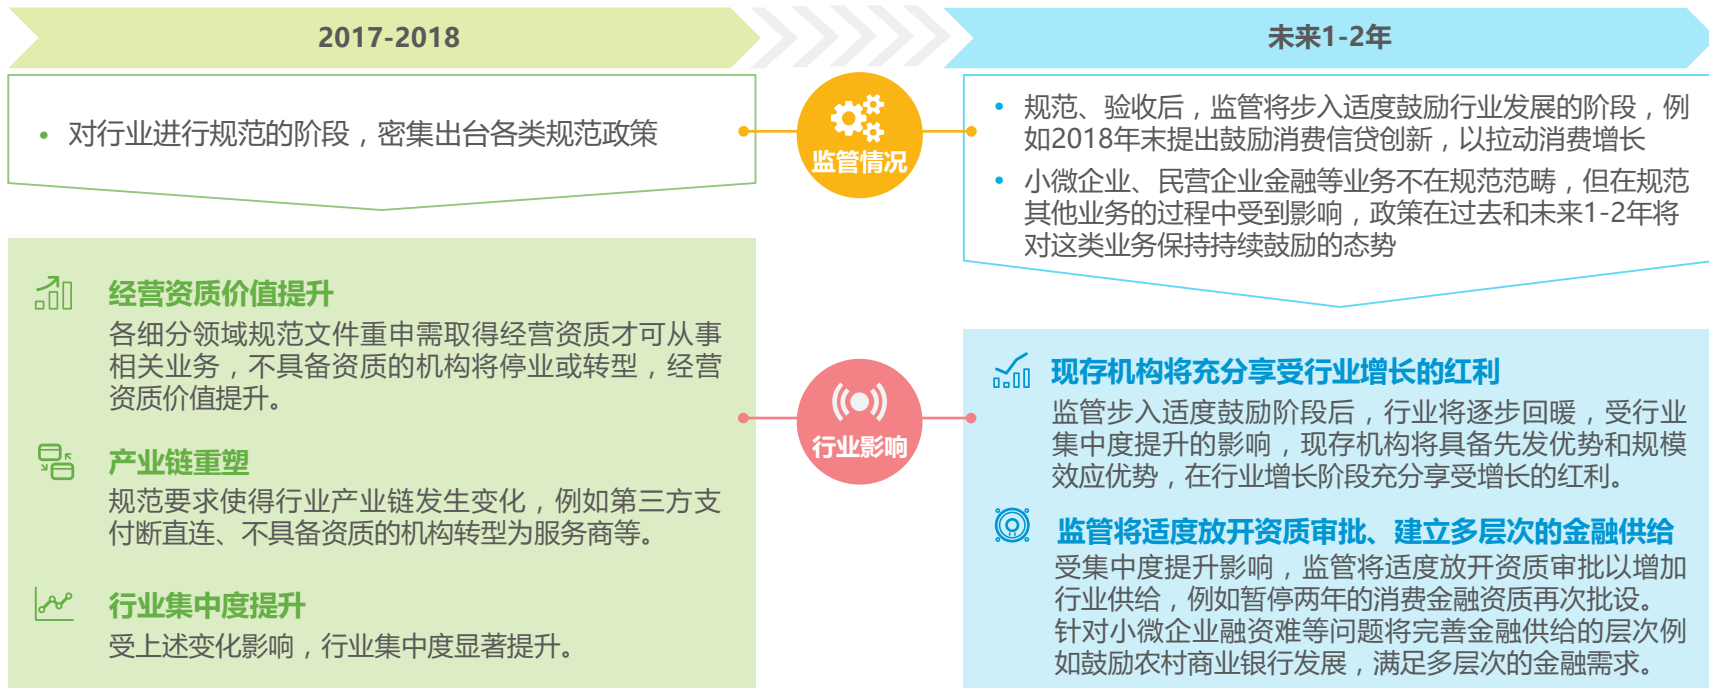 2017-2018
未来1-2年
• 对行业进行规范的阶段，密集出台各类规范政策
监管情况
• 规范、验收后，监管将步入适度鼓励行业发展的阶段，例
如2018年末提出鼓励消费信贷创新，以拉动消费增长
• 小微企业、民营企业金融等业务不在规范范畴，但在规范
其他业务的过程中受到影响，政策在过去和未来1-2年将
对这类业务保持持续鼓励的态势
经营资质价值提升
各细分领域规范文件重申需取得经营资质才可从事
相关业务，不具备资质的机构将停业或转型，经营
资质价值提升。
产业链重塑
规范要求使得行业产业链发生变化，例如第三方支
付断直连、不具备资质的机构转型为服务商等。
行业集中度提升
受上述变化影响，行业集中度显著提升。
行业影响
现存机构将充分享受行业增长的红利
监管步入适度鼓励阶段后，行业将逐步回暖，受行业
集中度提升的影响，现存机构将具备先发优势和规模
效应优势，在行业增长阶段充分享受增长的红利。
监管将适度放开资质审批、建立多层次的金融供给
受集中度提升影响，监管将适度放开资质审批以增加
行业供给，例如暂停两年的消费金融资质再次批设。
针对小微企业融资难等问题将完善金融供给的层次例
如鼓励农村商业银行发展，满足多层次的金融需求。